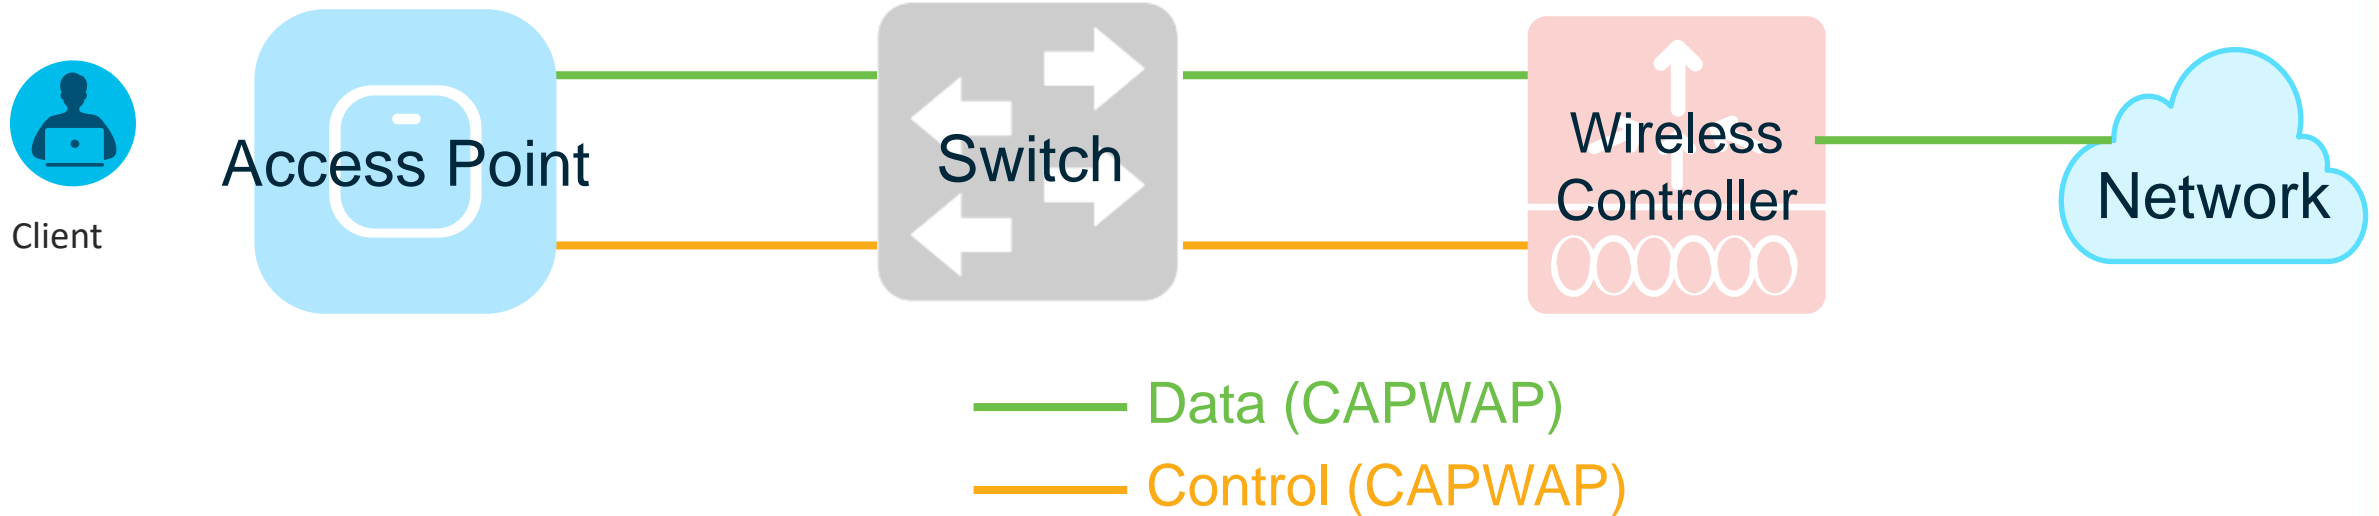 Client
Access Point
Switch
Wireless
Controller
Network
Data (CAPWAP)
Control (CAPWAP)